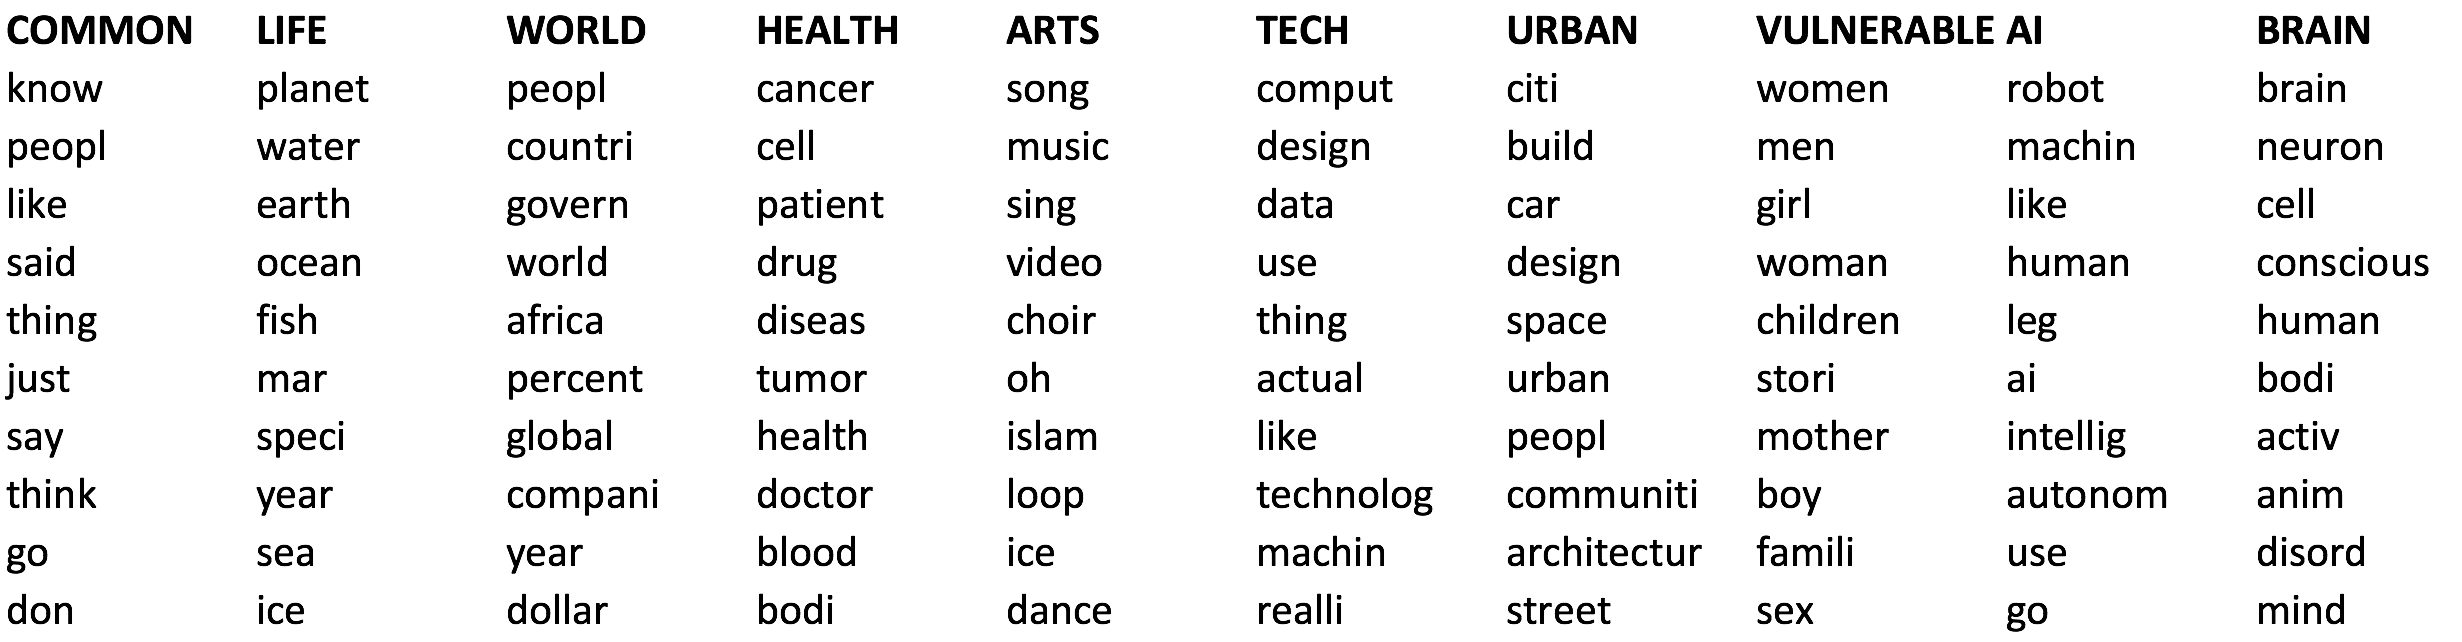 COMMON LIFE WORLD HEALTH ARTS TECH URBAN VULNERABLE AI BRAIN
know planet peopl cancer song comput citi women robot brain
peopl water countri cell music design build men machin neuron
like earth govern patient sing data car girl like cell
said ocean world drug video use design woman human conscious
thing fish africa diseas choir thing space children leg human
just mar percent tumor oh actual urban stori ai bodi
say speci global health islam like peopl mother intellig activ
think year compani doctor loop technolog communiti boy autonom anim
go sea year blood ice machin architectur famili use disord
don ice dollar bodi dance realli street sex go mind